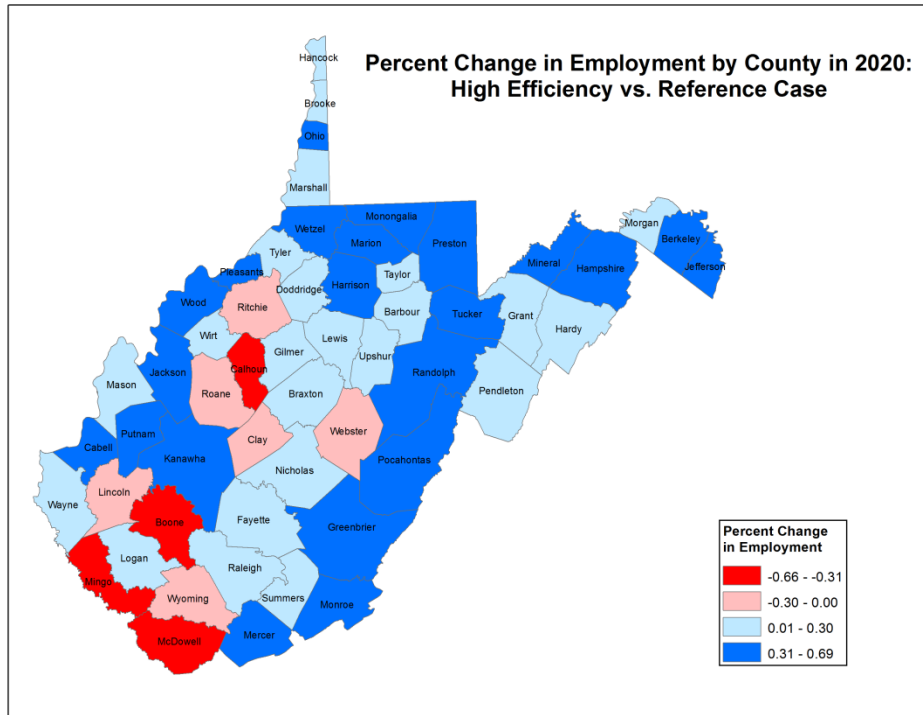 Percent Change in Employment by County in 2020:
High Efficiency vs. Reference Case
Hancock
Brooke
Ohio
Marshall
Wetzel
Monongalia
Marion
Preston
Morgan
Berkeley
Jefferson
Mineral
Hampshire
Tyler
Pleasants
Doddridge
Harrison
Taylor
Wood
Ritchie
Barbour
Tucker
Grant
Hardy
Wirt
Gilmer
Lewis
Upshur
Calhoun
Jackson
Randolph
Mason
Roane
Braxton
Pendleton
Putnam
Clay
Webster
Cabell
Kanawha
Pocahontas
Nicholas
Lincoln
Wayne
Boone
Fayette
Greenbrier
Logan
Raleigh
Mingo
Wyoming
Summers
Monroe
McDowell
Mercer
Percent Change
in Employment
-0.66 - -0.31
-0.30 - 0.00
0.01 - 0.30
0.31 - 0.69